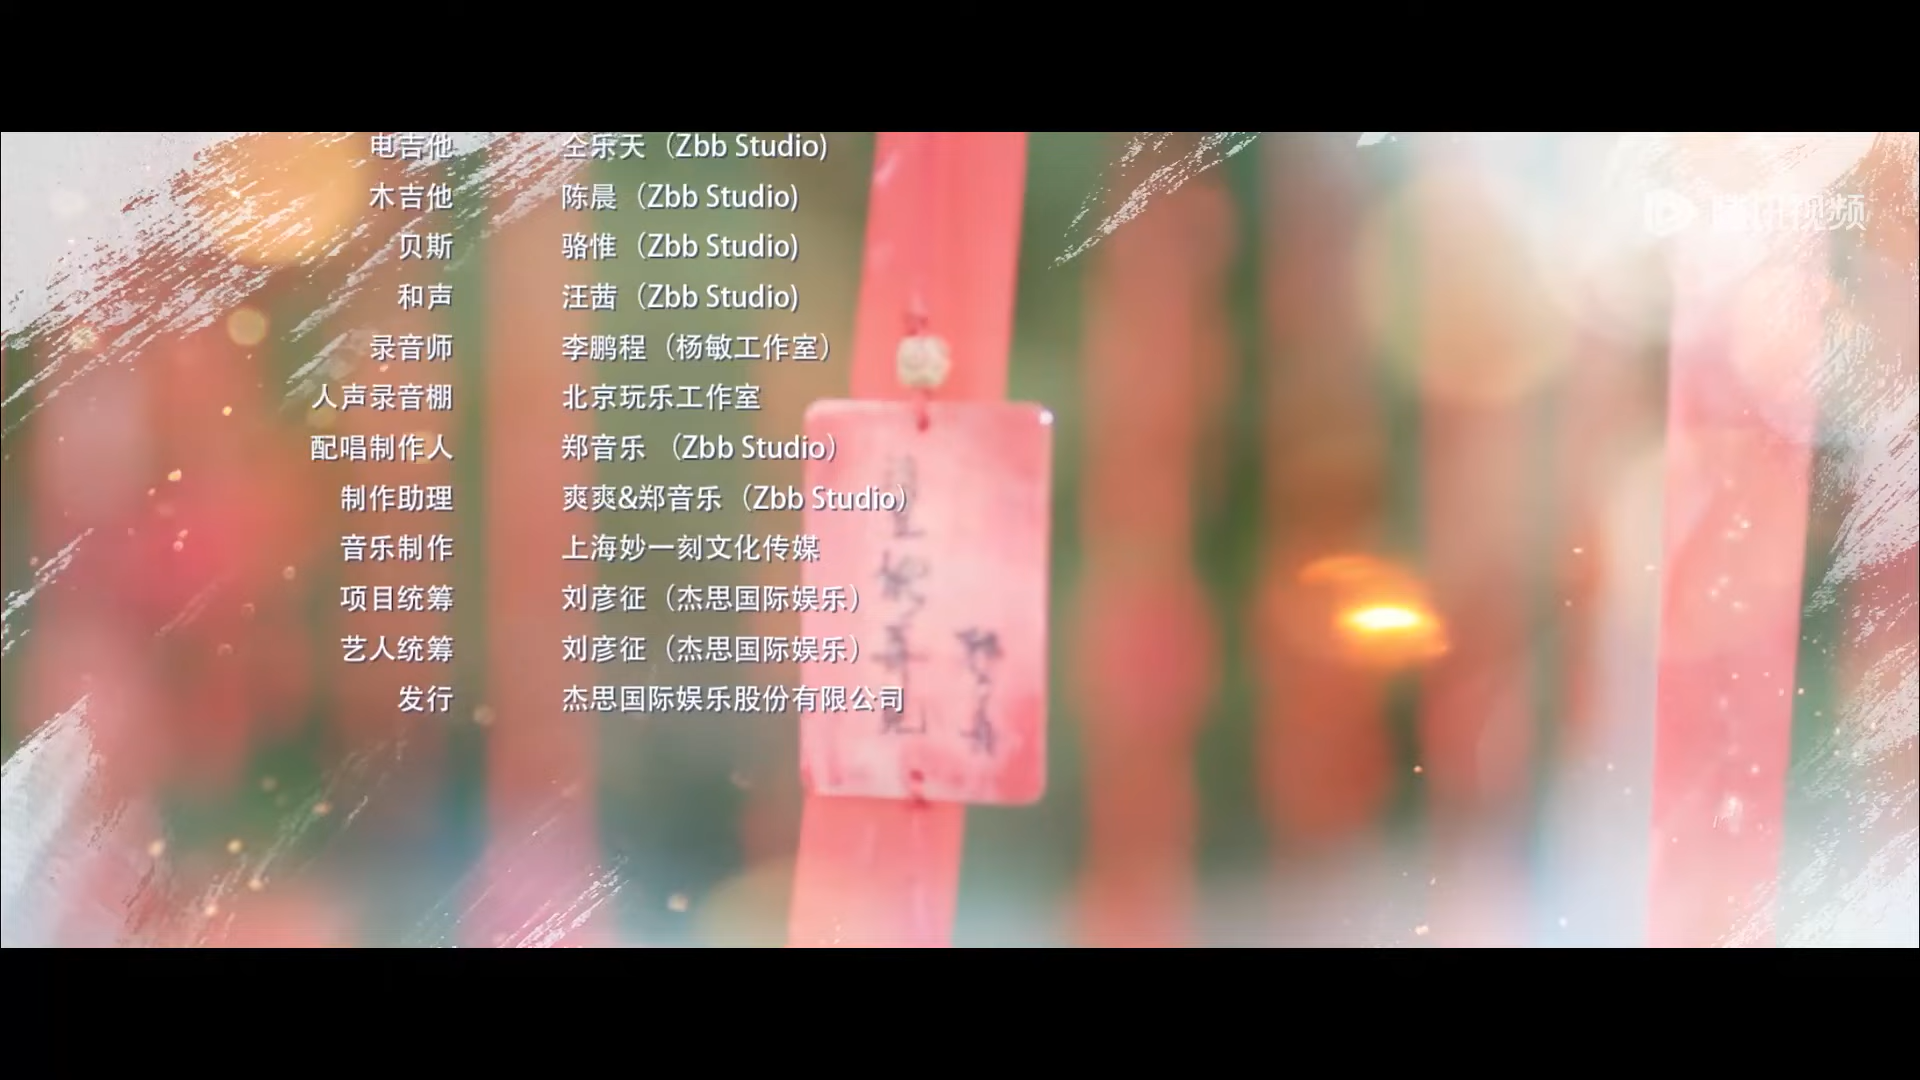 电吉他 仝乐天（Zbb Studio)
木吉他 陈晨（Zbb Studio)
贝斯 骆惟（Zbb Studio)
和声 汪茜（Zbb Studio)
录音师 李鹏程（杨敏工作室）
人声录音棚 北京玩乐工作室
配唱制作人 郑音乐 （Zbb Studio）
制作助理 爽爽&郑音乐（Zbb Studio）
音乐制作 上海妙一刻文化传媒
项目统筹 刘彦征（杰思国际娱乐）
艺人统筹 刘彦征（杰思国际娱乐）
发行 杰思国际娱乐股份有限公司
腾讯视频